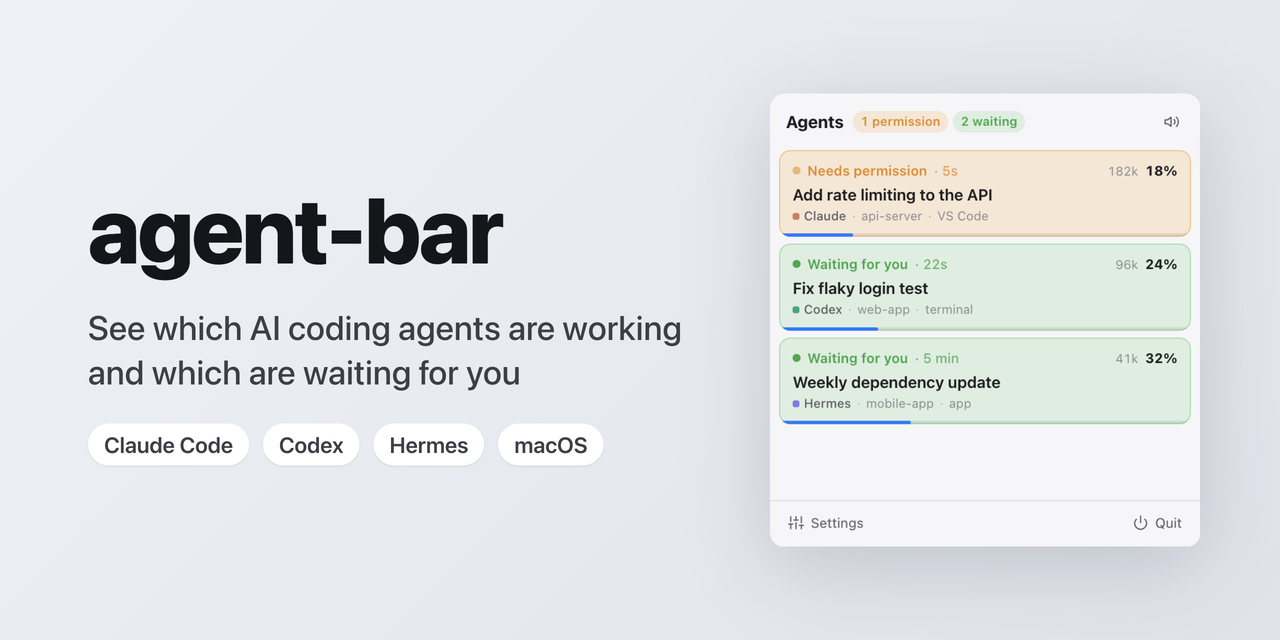 agent-bar
See which AI coding agents are working
and which are waiting for you
Claude Code Codex Hermes macOS
Agents 1 permission 2 waiting
Needs permission · 5s 182k 18%
Add rate limiting to the API
Claude · api-server · VS Code
Waiting for you · 22s 96k 24%
Fix flaky login test
Codex · web-app · terminal
Waiting for you · 5 min 41k 32%
Weekly dependency update
Hermes · mobile-app · app
Settings Quit